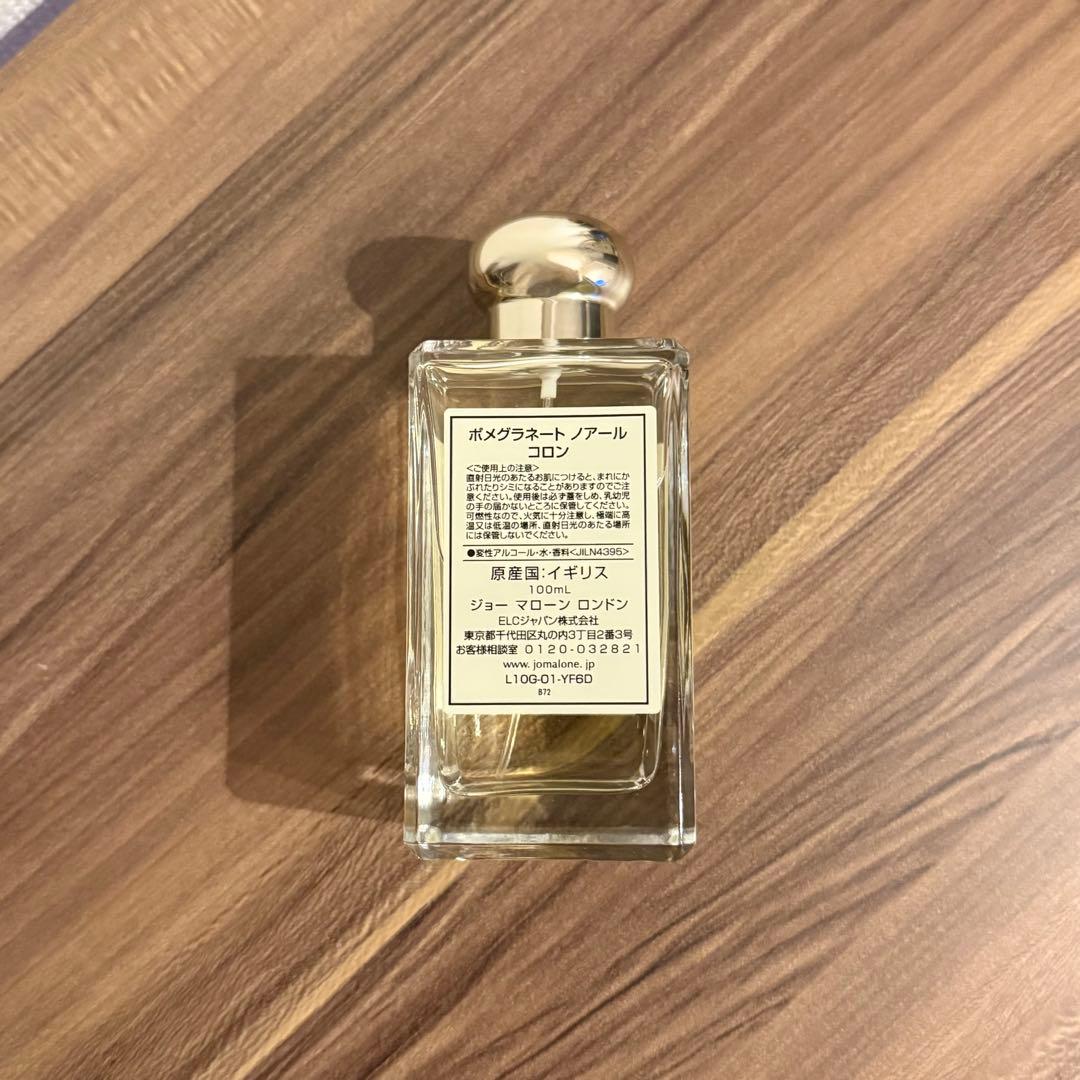 ポメグラネート ノアール
コロン
<ご使用上の注意>
直射日光のあたるお肌につけると、まれにか
ぶれたりシミになることがありますのでご注
意ください。使用後は必ず蓋をしめ、乳幼児
の手の届かないところに保管してください。
可燃性なので、火気に十分注意し、極端に高
温又は低温の場所、直射日光のあたる場所
には保管しないでください。
●変性アルコール・水・香料<JILN4395>
原産国：イギリス
100mL
ジョー マローン ロンドン
ELCジャパン株式会社
東京都千代田区丸の内3丁目2番3号
お客様相談室 0120-032821
www.jomalone.jp
L10G-01-YF6D
B72